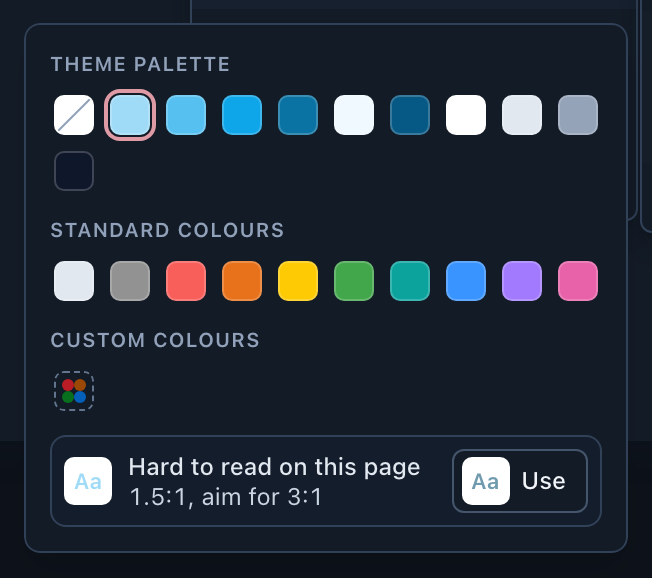 THEME PALETTE
STANDARD COLOURS
CUSTOM COLOURS
Aa
Hard to read on this page
1.5:1, aim for 3:1
Aa
Use